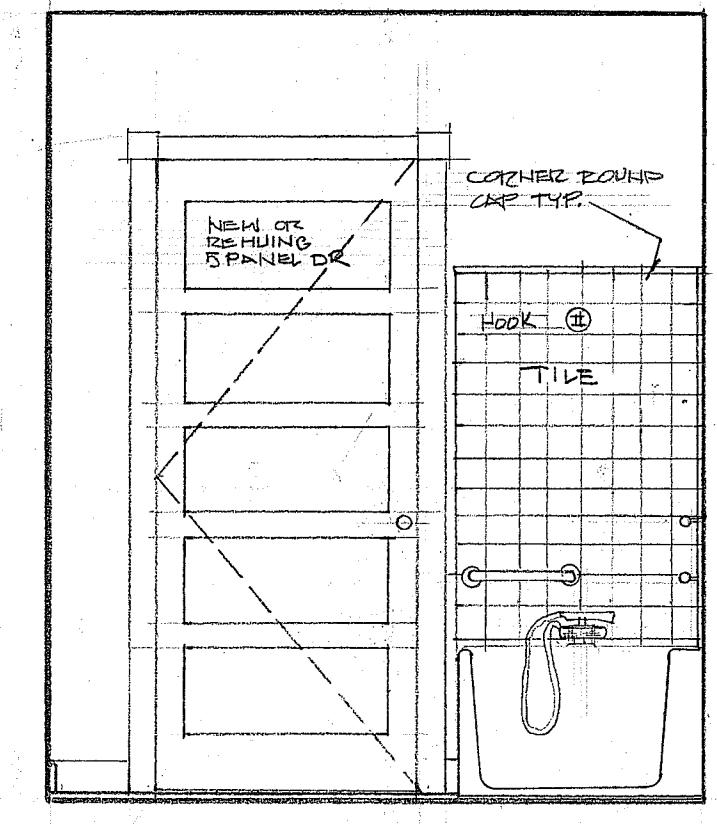 CORNER ROUND
CAP TYP.
NEW OR
REHUNG
5 PANEL DR
HOOK
TILE